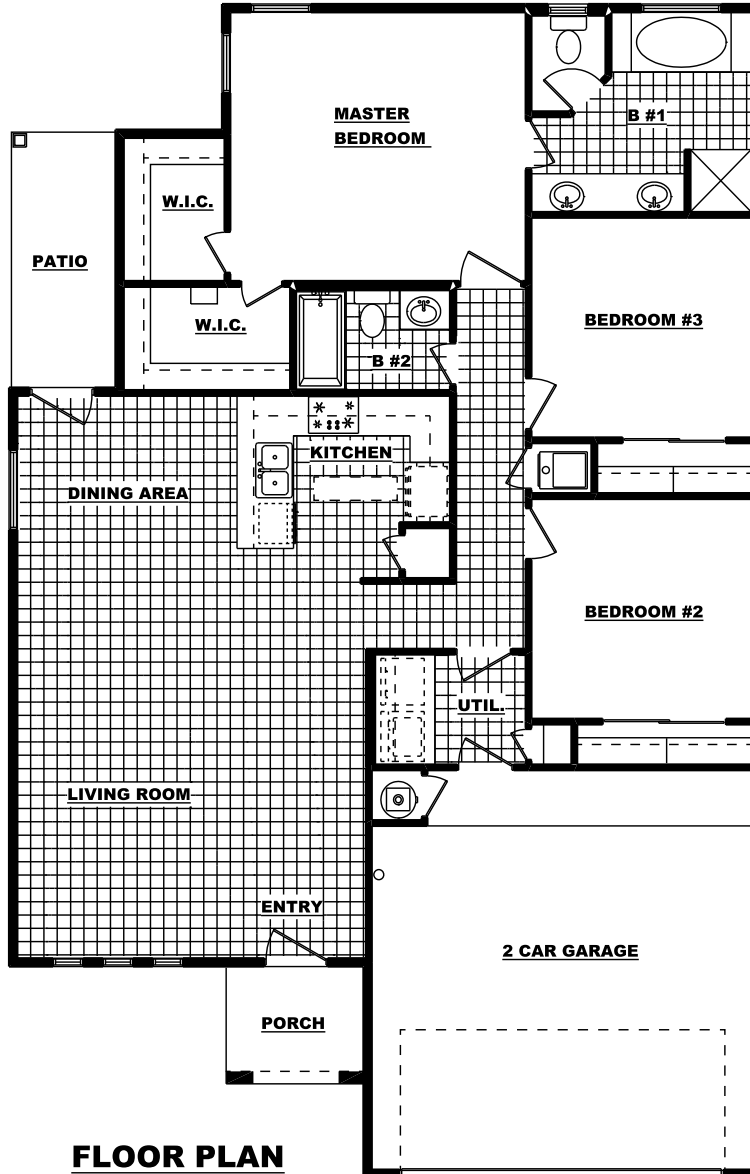 MASTER
BEDROOM
B #1
W.I.C.
PATIO
W.I.C.
BEDROOM #3
B #2
KITCHEN
DINING AREA
BEDROOM #2
UTIL.
LIVING ROOM
ENTRY
2 CAR GARAGE
PORCH
FLOOR PLAN